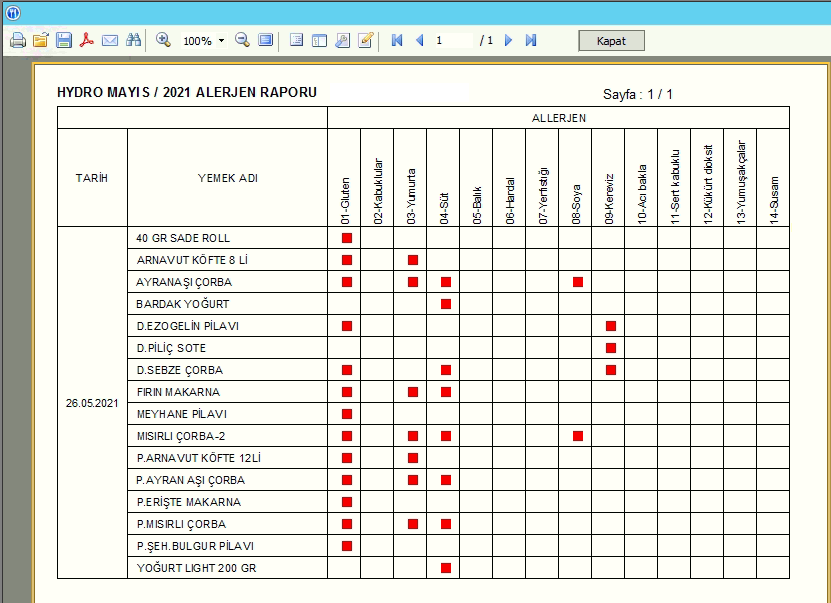 100%
1
/ 1
Kapat
HYDRO MAYIS / 2021 ALERJEN RAPORU
Sayfa : 1 / 1
ALLERJEN
TARİH
YEMEK ADI
01-Gluten
02-Kabuklular
03-Yumurta
04-Süt
05-Balık
06-Hardal
07-Yerfıstığı
08-Soya
09-Kereviz
10-Acı bakla
11-Sert kabuklu
12-Kükürt dioksit
13-Yumuşakçalar
14-Susam
26.05.2021
40 GR SADE ROLL
ARNAVUT KÖFTE 8 Lİ
AYRANAŞI ÇORBA
BARDAK YOĞURT
D.EZOGELİN PİLAVI
D.PİLİÇ SOTE
D.SEBZE ÇORBA
FIRIN MAKARNA
MEYHANE PİLAVI
MISIRLI ÇORBA-2
P.ARNAVUT KÖFTE 12Lİ
P.AYRAN AŞI ÇORBA
P.ERİŞTE MAKARNA
P.MISIRLI ÇORBA
P.ŞEH.BULGUR PİLAVI
YOĞURT LIGHT 200 GR